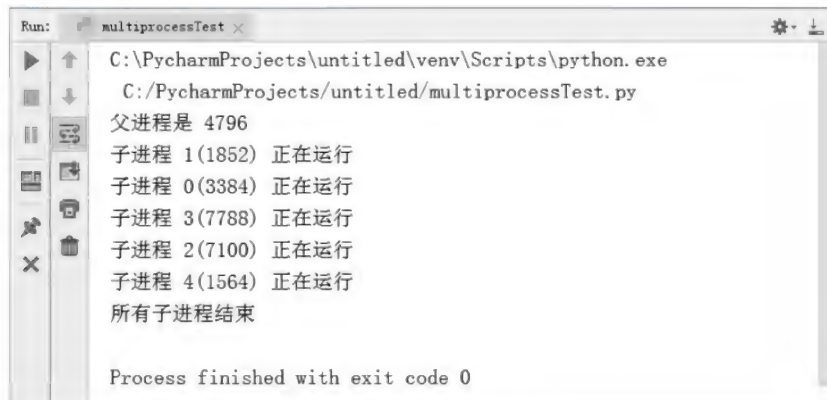 Run: multiprocessTest
C:\PycharmProjects\untitled\venv\Scripts\python.exe
C:/PycharmProjects/untitled/multiprocessTest.py
父进程是 4796
子进程 1(1852) 正在运行
子进程 0(3384) 正在运行
子进程 3(7788) 正在运行
子进程 2(7100) 正在运行
子进程 4(1564) 正在运行
所有子进程结束
Process finished with exit code 0